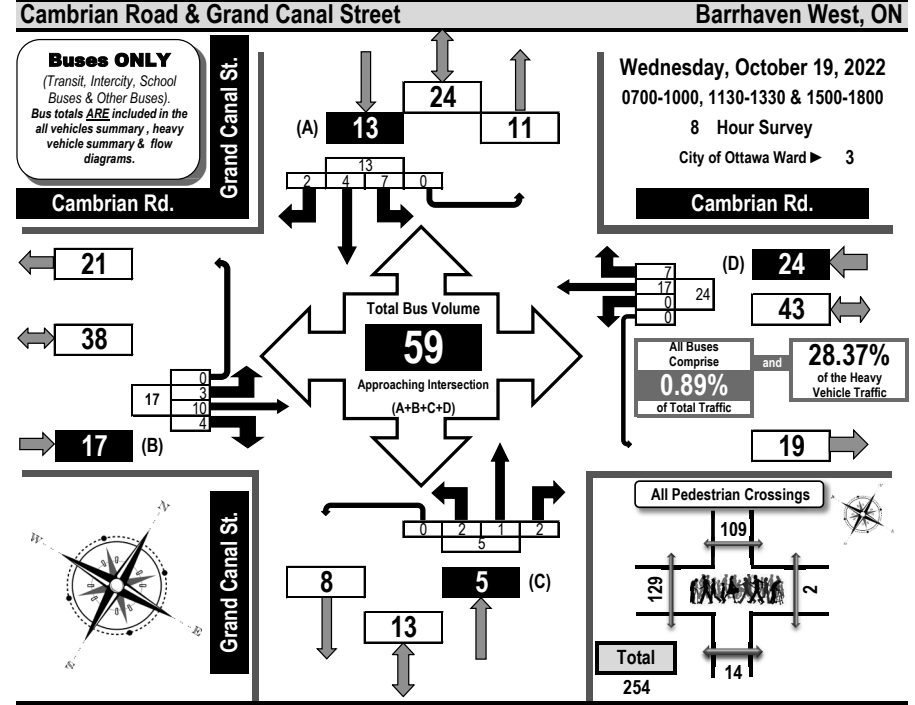 Cambrian Road & Grand Canal Street
Barrhaven West, ON
Buses ONLY
(Transit, Intercity, School
Buses & Other Buses).
Bus totals ARE included in the
all vehicles summary , heavy
vehicle summary & flow
diagrams.
Grand Canal St.
Cambrian Rd.
(A)
13
24
11
13
2
4
7
0
Wednesday, October 19, 2022
0700-1000, 1130-1330 & 1500-1800
8 Hour Survey
City of Ottawa Ward ► 3
Cambrian Rd.
21
38
17
0
3
10
4
17
(B)
Total Bus Volume
59
Approaching Intersection
(A+B+C+D)
7
17
0
0
24
(D)
24
43
All Buses
Comprise
0.89%
of Total Traffic
and
28.37%
of the Heavy
Vehicle Traffic
19
N
W
E
S
Grand Canal St.
0
2
1
2
5
8
13
5
(C)
All Pedestrian Crossings
109
129
2
14
Total
254